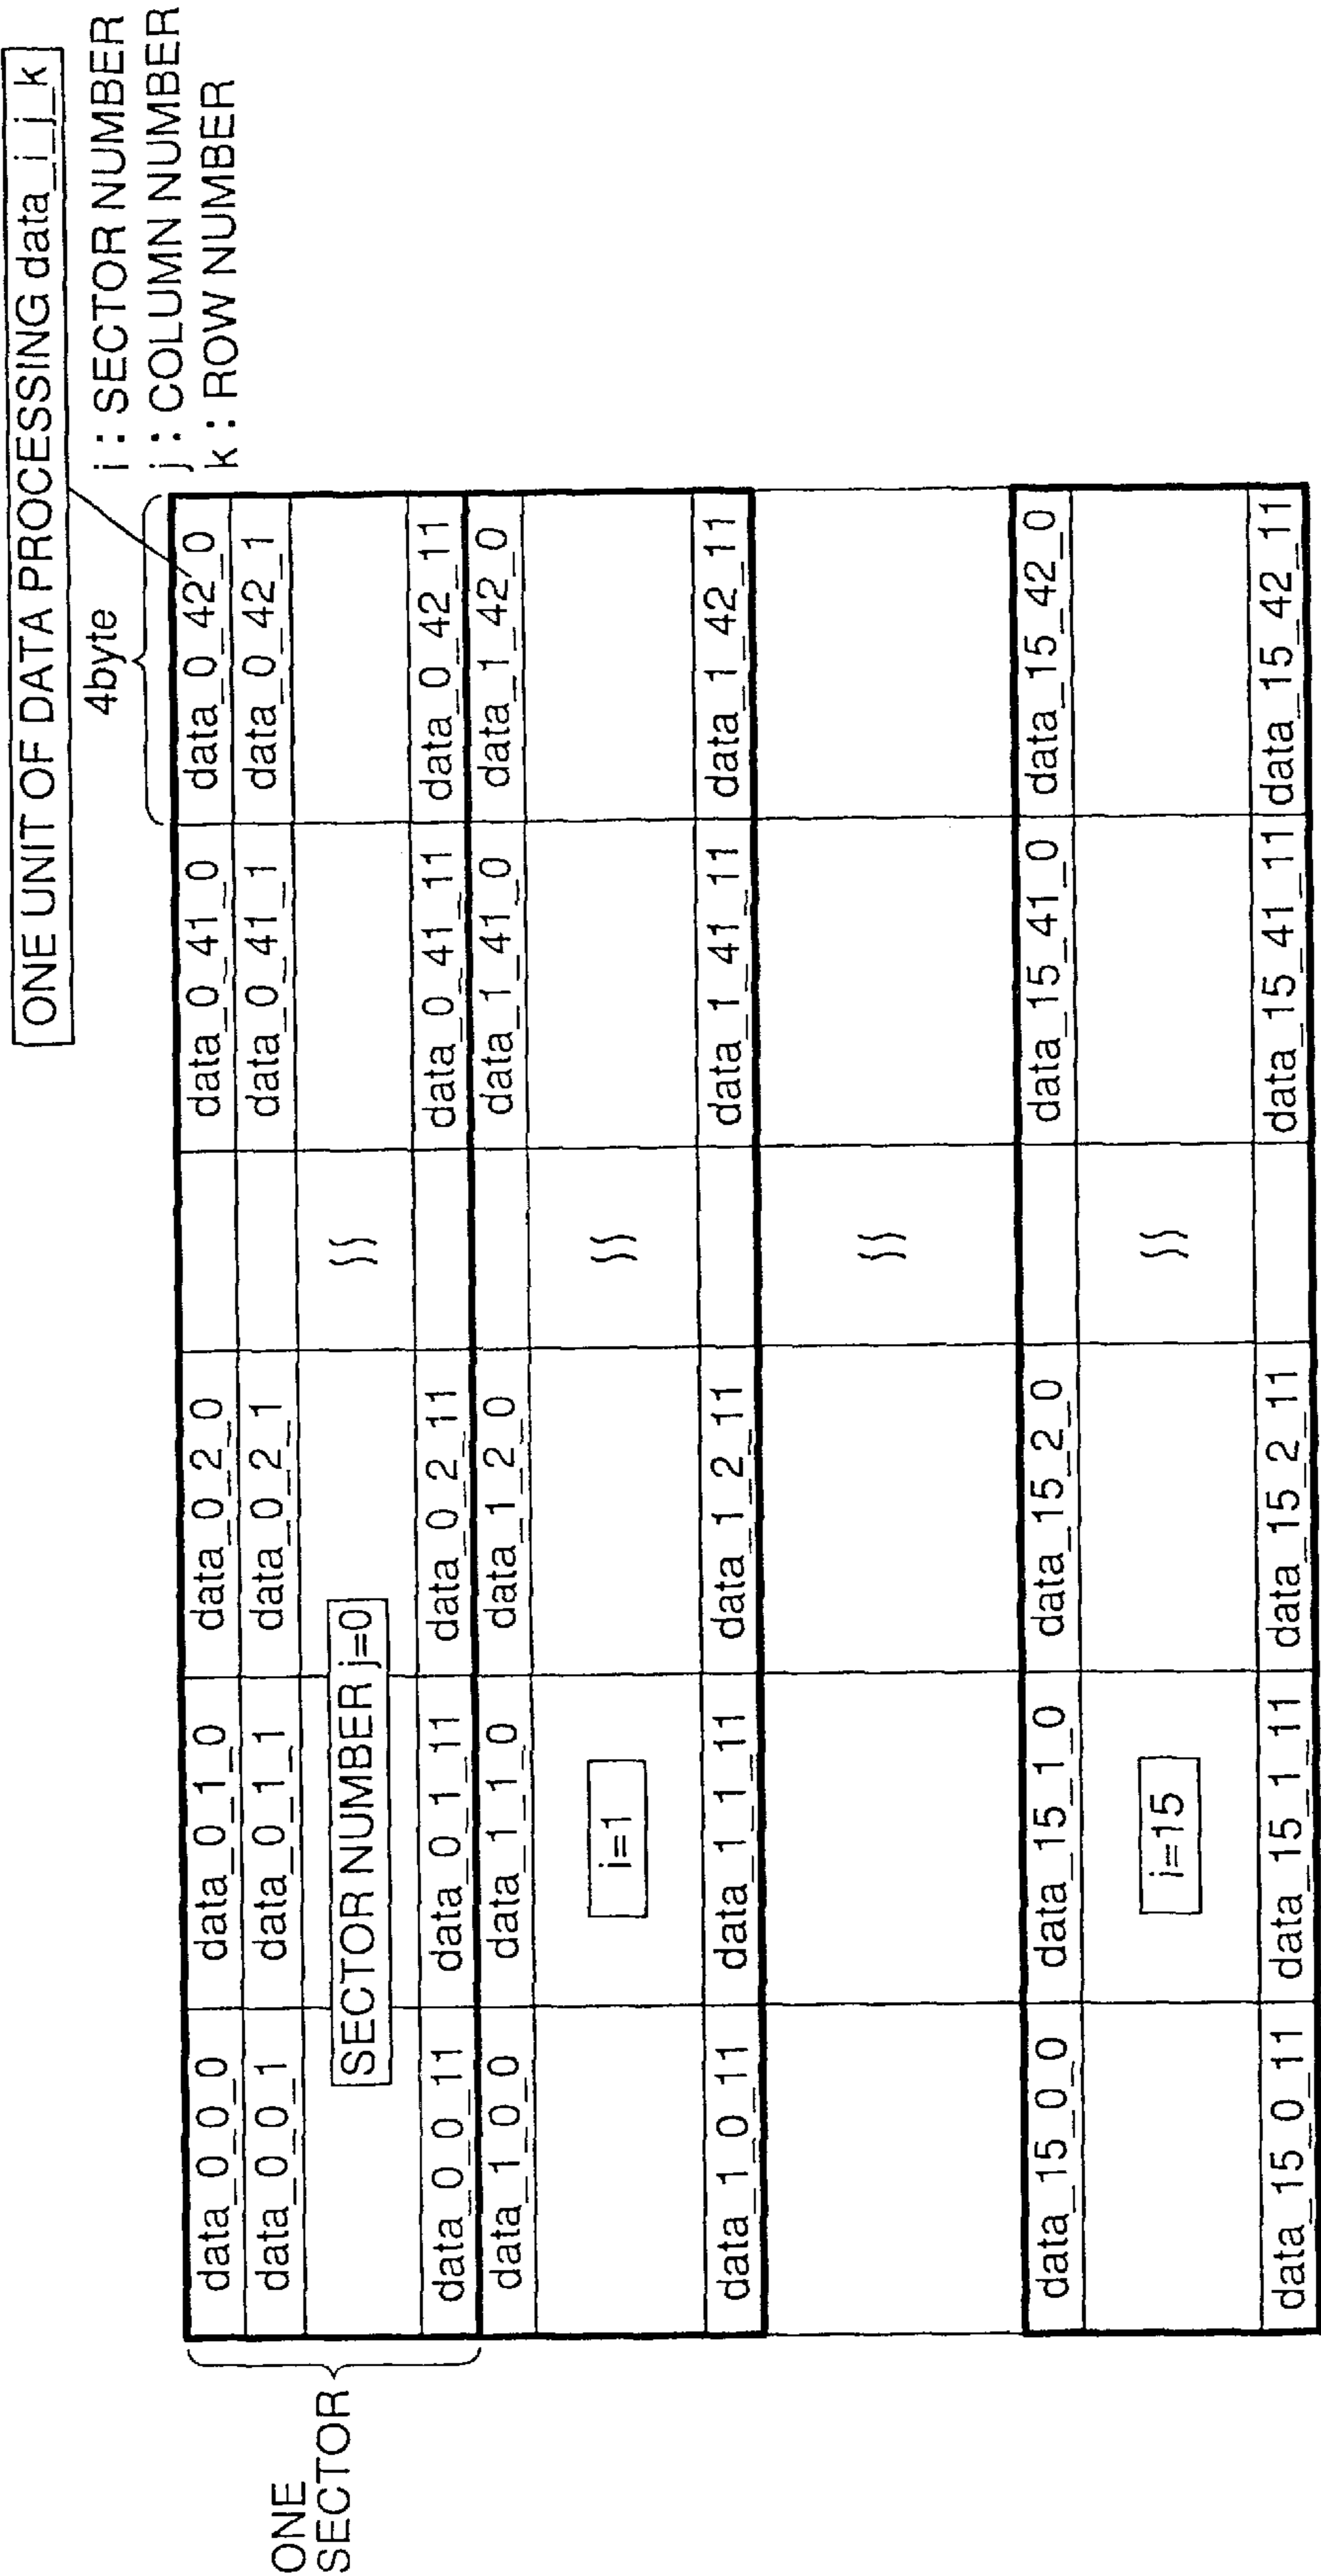 ONE UNIT OF DATA PROCESSING data_i_j_k
i : SECTOR NUMBER
j : COLUMN NUMBER
k : ROW NUMBER
4byte
data_0_0_0 data_0_1_0 data_0_2_0 data_0_41_0 data_0_42_0
data_0_0_1 data_0_1_1 data_0_2_1 data_0_41_1 data_0_42_1
ONE
SECTOR
SECTOR NUMBER j=0
data_0_0_11 data_0_1_11 data_0_2_11 data_0_41_11 data_0_42_11
data_1_0_0 data_1_1_0 data_1_2_0 data_1_41_0 data_1_42_0
i=1
data_1_0_11 data_1_1_11 data_1_2_11 data_1_41_11 data_1_42_11
data_15_0_0 data_15_1_0 data_15_2_0 data_15_41_0 data_15_42_0
i=15
data_15_0_11 data_15_1_11 data_15_2_11 data_15_41_11 data_15_42_11